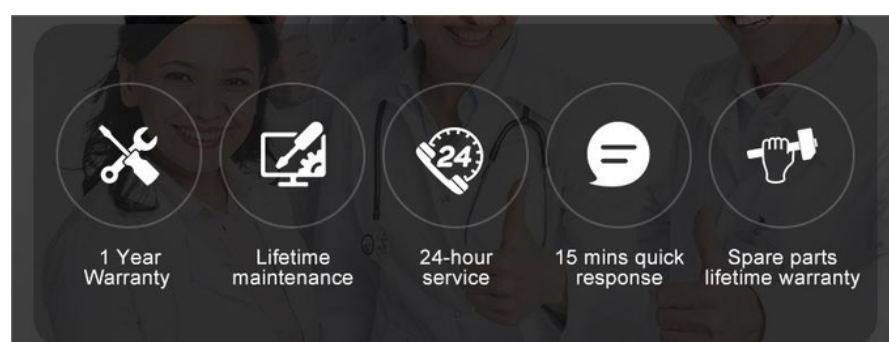 24
1 Year
Warranty
Lifetime
maintenance
24-hour
service
15 mins quick
response
Spare parts
lifetime warranty